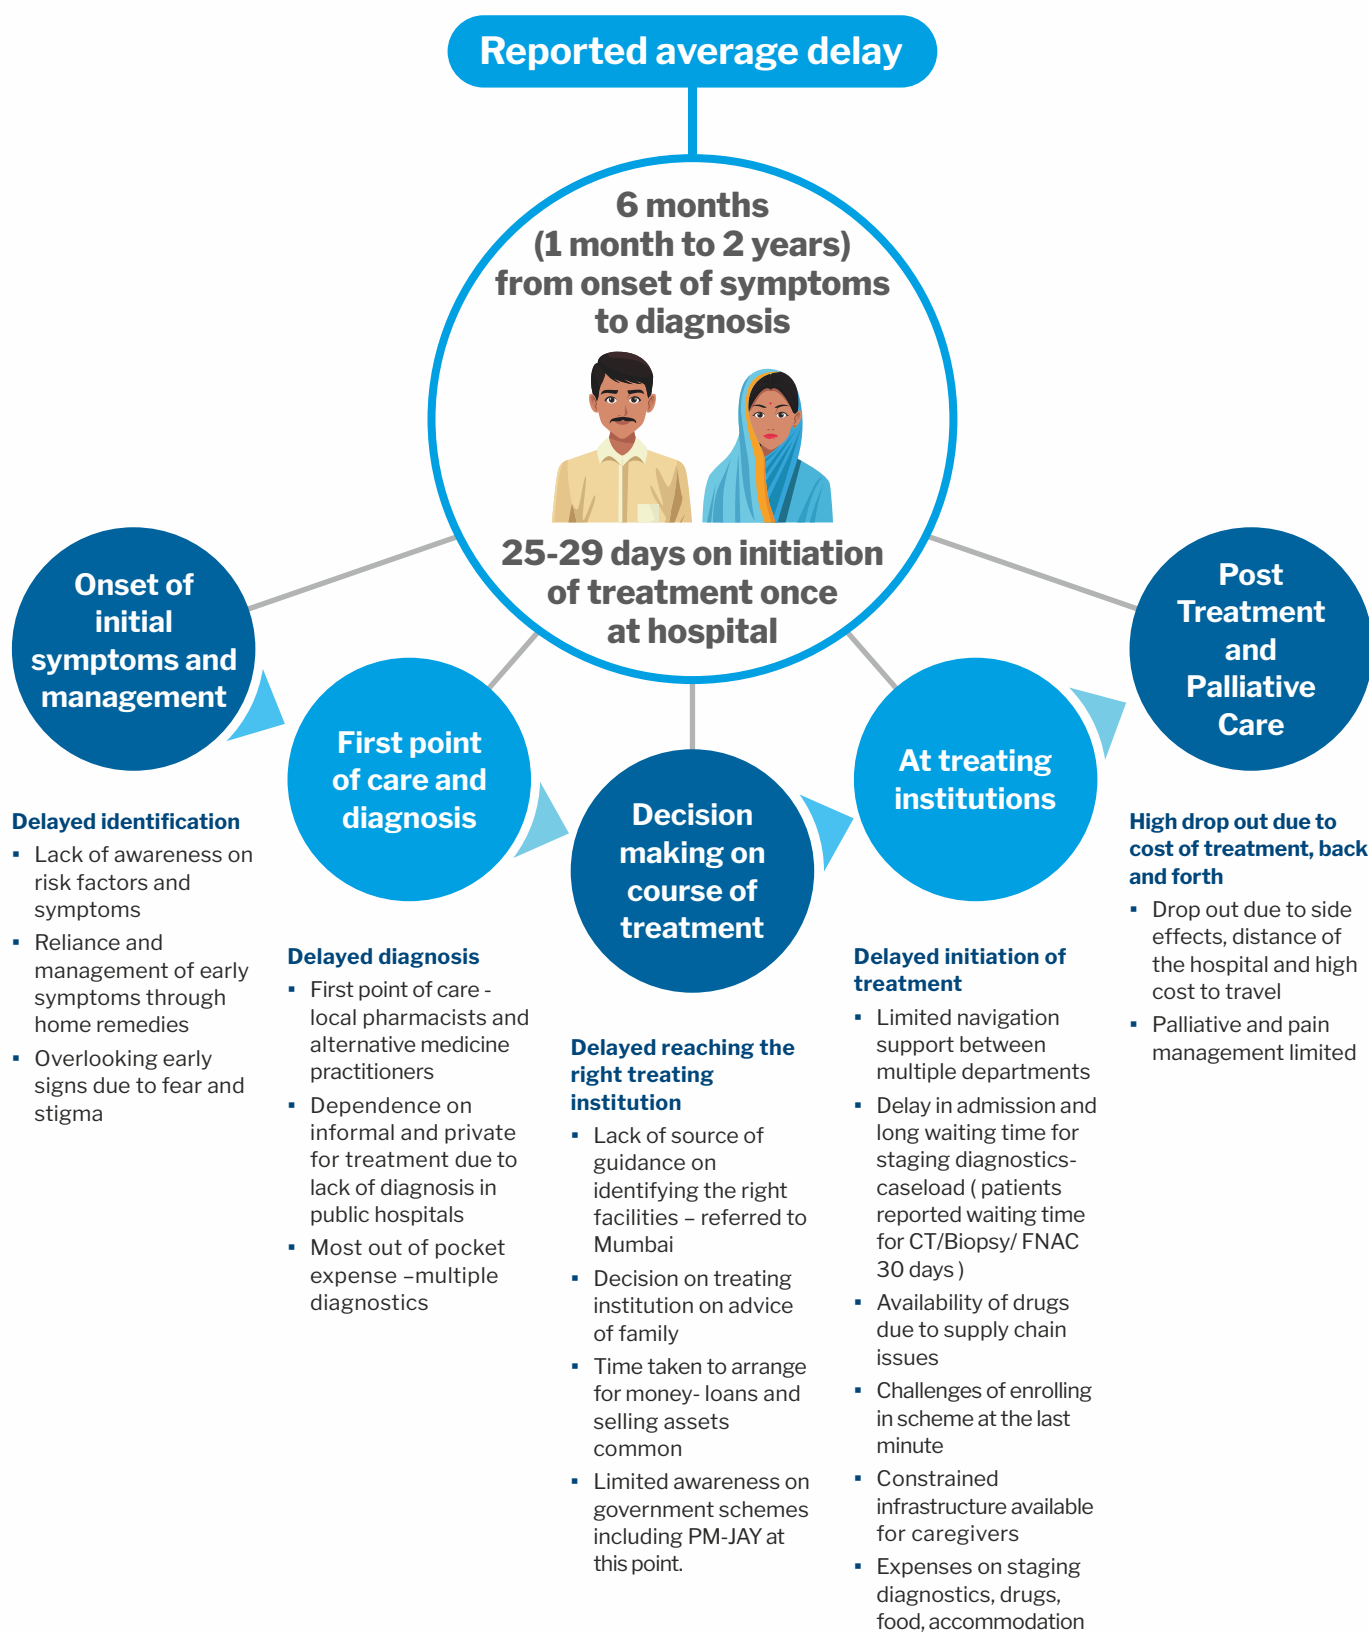 Reported average delay
6 months
(1 month to 2 years)
from onset of symptoms
to diagnosis
25-29 days on initiation
of treatment once
at hospital
Onset of
initial
symptoms and
management
Delayed identification
▪ Lack of awareness on
risk factors and
symptoms
▪ Reliance and
management of early
symptoms through
home remedies
▪ Overlooking early
signs due to fear and
stigma
First point
of care and
diagnosis
Delayed diagnosis
▪ First point of care -
local pharmacists and
alternative medicine
practitioners
▪ Dependence on
informal and private
for treatment due to
lack of diagnosis in
public hospitals
▪ Most out of pocket
expense –multiple
diagnostics
Decision
making on
course of
treatment
Delayed reaching the
right treating
institution
▪ Lack of source of
guidance on
identifying the right
facilities – referred to
Mumbai
▪ Decision on treating
institution on advice
of family
▪ Time taken to arrange
for money- loans and
selling assets
common
▪ Limited awareness on
government schemes
including PM-JAY at
this point.
At treating
institutions
Delayed initiation of
treatment
▪ Limited navigation
support between
multiple departments
▪ Delay in admission and
long waiting time for
staging diagnostics-
caseload ( patients
reported waiting time
for CT/Biopsy/ FNAC
30 days )
▪ Availability of drugs
due to supply chain
issues
▪ Challenges of enrolling
in scheme at the last
minute
▪ Constrained
infrastructure available
for caregivers
▪ Expenses on staging
diagnostics, drugs,
food, accommodation
Post
Treatment
and
Palliative
Care
High drop out due to
cost of treatment, back
and forth
▪ Drop out due to side
effects, distance of
the hospital and high
cost to travel
▪ Palliative and pain
management limited